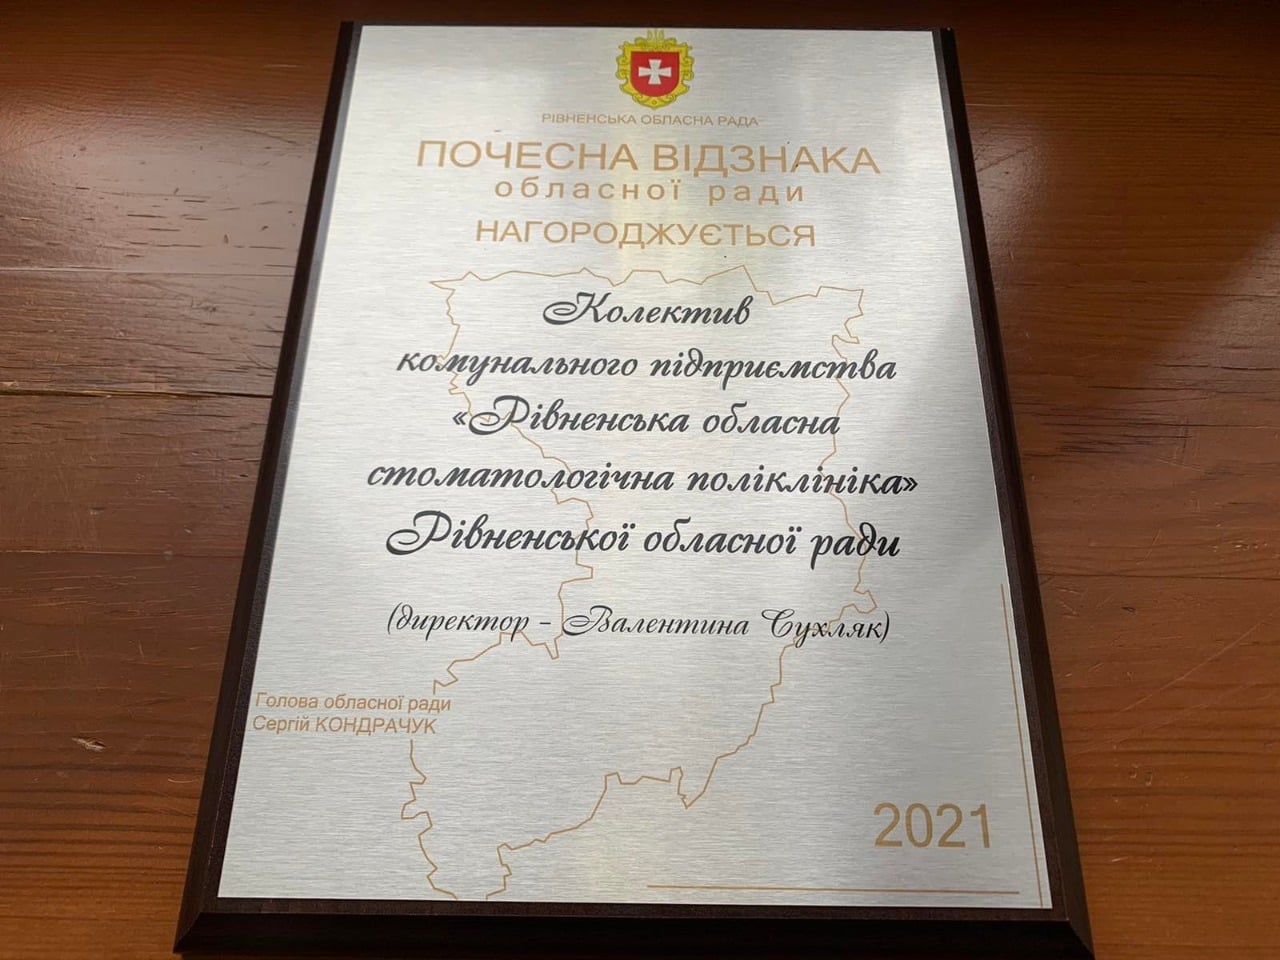 РІВНЕНСЬКА ОБЛАСНА РАДА
ПОЧЕСНА ВІДЗНАКА
обласної ради
НАГОРОДЖУЄТЬСЯ
Колектив
комунального підприємства
«Рівненська обласна
стоматологічна поліклініка»
Рівненської обласної ради
(директор - Валентина Сухляк)
Голова обласної ради
Сергій КОНДРАЧУК
2021